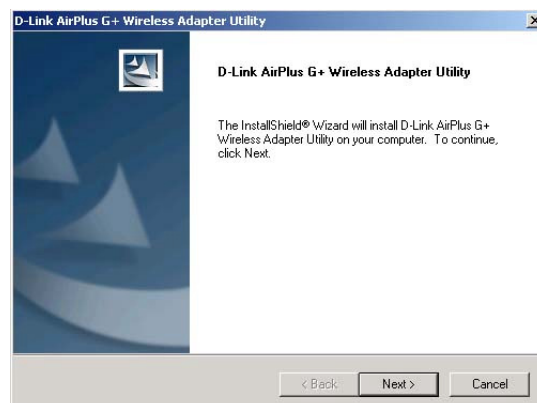 D-Link AirPlus G+ Wireless Adapter Utility
D-Link AirPlus G+ Wireless Adapter Utility
The InstallShield® Wizard will install D-Link AirPlus G+
Wireless Adapter Utility on your computer. To continue,
click Next.
< Back
Next >
Cancel